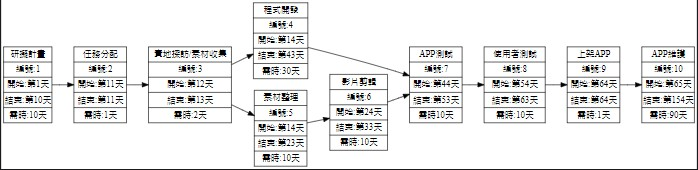 研擬計畫
編號:1
開始:第1天
結束:第10天
需時:10天
任務分配
編號:2
開始:第11天
結束:第11天
需時:1天
實地採訪/素材收集
編號:3
開始:第12天
結束:第13天
需時:2天
程式開發
編號:4
開始:第14天
結束:第43天
需時:30天
素材整理
編號:5
開始:第14天
結束:第23天
需時:10天
影片剪輯
編號:6
開始:第24天
結束:第33天
需時:10天
APP測試
編號:7
開始:第44天
結束:第53天
需時:10天
使用者測試
編號:8
開始:第54天
結束:第63天
需時:10天
上架APP
編號:9
開始:第64天
結束:第64天
需時:1天
APP維護
編號:10
開始:第65天
結束:第154天
需時:90天